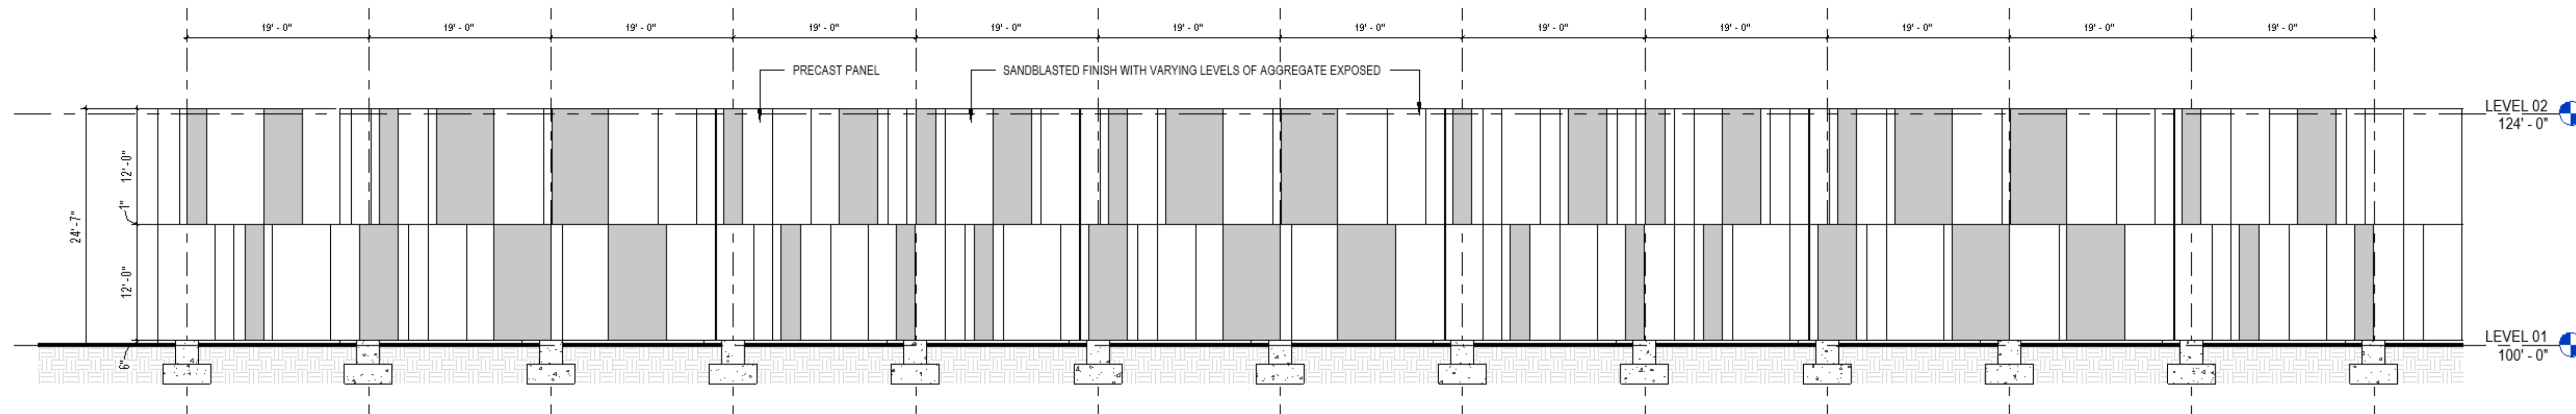 19' - 0" 19' - 0" 19' - 0" 19' - 0" 19' - 0" 19' - 0" 19' - 0" 19' - 0" 19' - 0" 19' - 0" 19' - 0" 19' - 0"
PRECAST PANEL
SANDBLASTED FINISH WITH VARYING LEVELS OF AGGREGATE EXPOSED
LEVEL 02
124' - 0"
12' -0"
1"
24' -7"
12' -0"
6"
LEVEL 01
100' - 0"